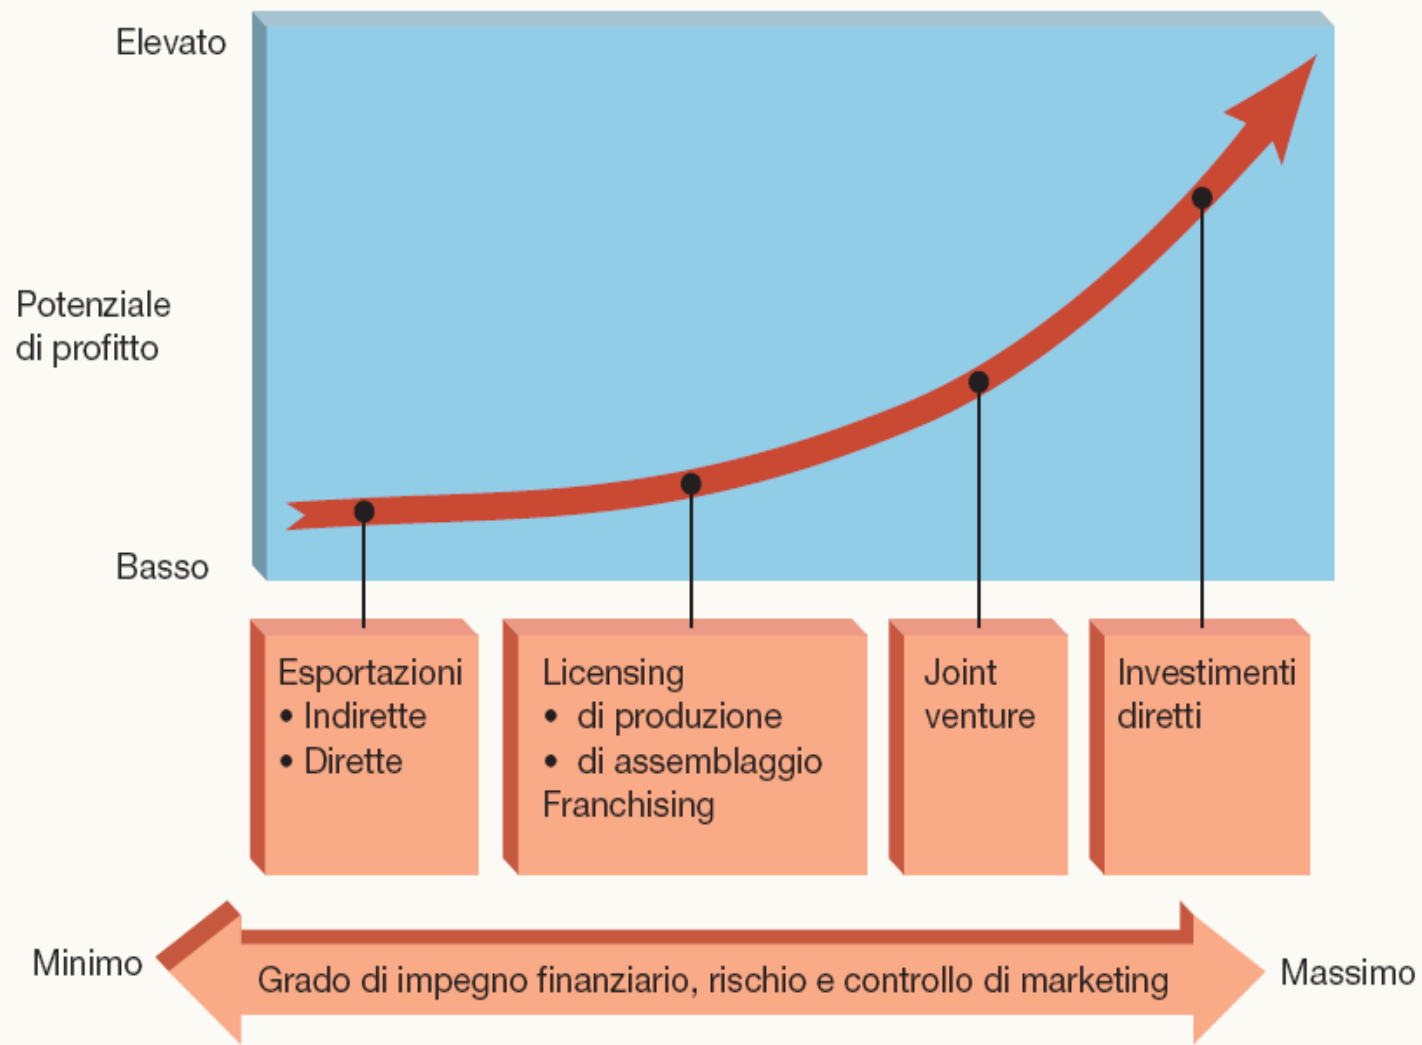 Elevato
Potenziale
di profitto
Basso
Esportazioni
• Indirette
• Dirette
Licensing
• di produzione
• di assemblaggio
Franchising
Joint
venture
Investimenti
diretti
Minimo
Grado di impegno finanziario, rischio e controllo di marketing
Massimo